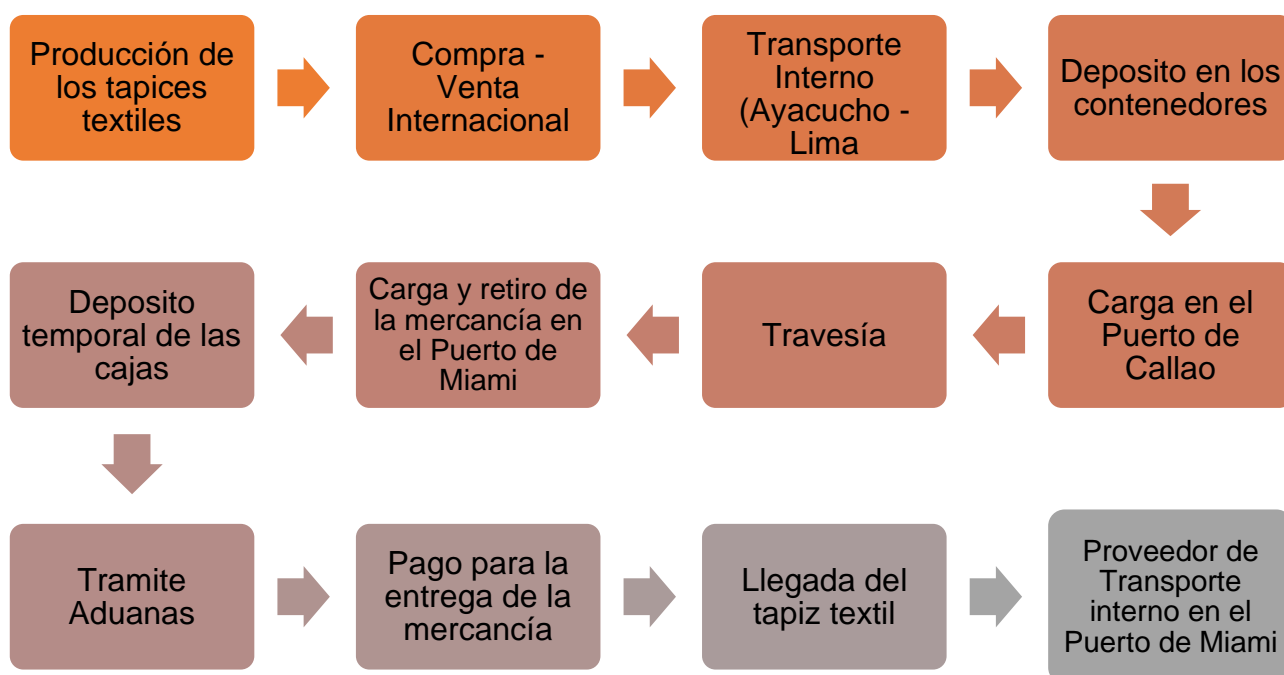 Producción de
los tapices
textiles
Compra -
Venta
Internacional
Transporte
Interno
(Ayacucho -
Lima
Deposito en los
contenedores
Carga en el
Puerto de
Callao
Travesía
Carga y retiro de
la mercancía en
el Puerto de
Miami
Deposito
temporal de las
cajas
Tramite
Aduanas
Pago para la
entrega de la
mercancía
Llegada del
tapiz textil
Proveedor de
Transporte
interno en el
Puerto de Miami